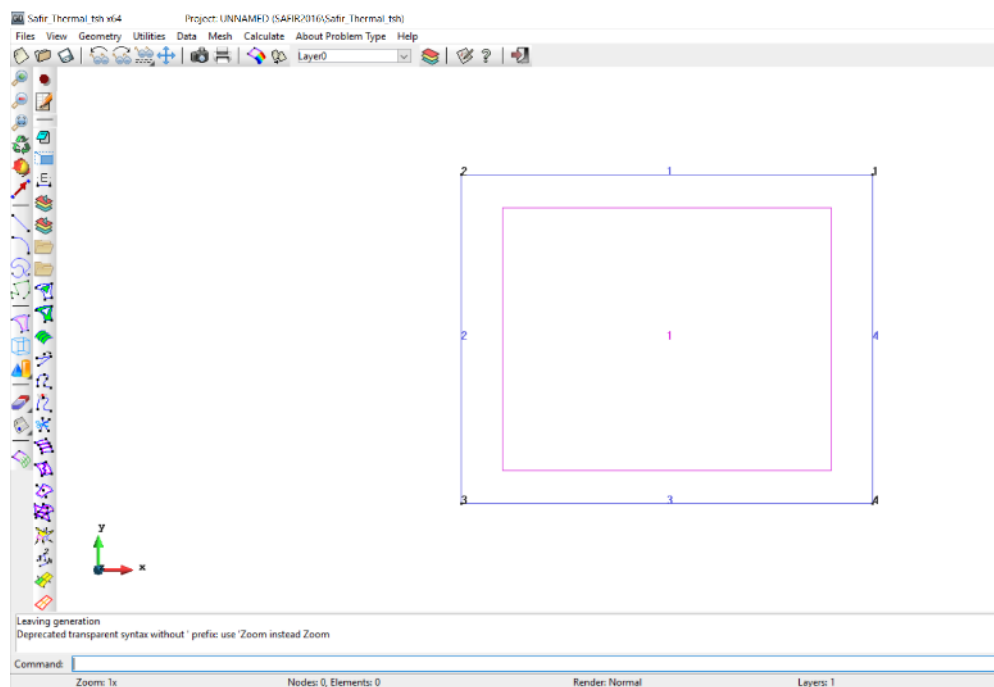 Safir_Thermal_tsh x64 Project: UNNAMED (SAFIR2016\Safir_Thermal_tsh)
Files View Geometry Utilities Data Mesh Calculate About Problem Type Help
Layer0
2 1 1
E
2 1 4
3 3 4
y
x
Leaving generation
Deprecated transparent syntax without ' prefix: use 'Zoom instead Zoom
Command:
Zoom: 1x Nodes: 0, Elements: 0 Render: Normal Layers: 1